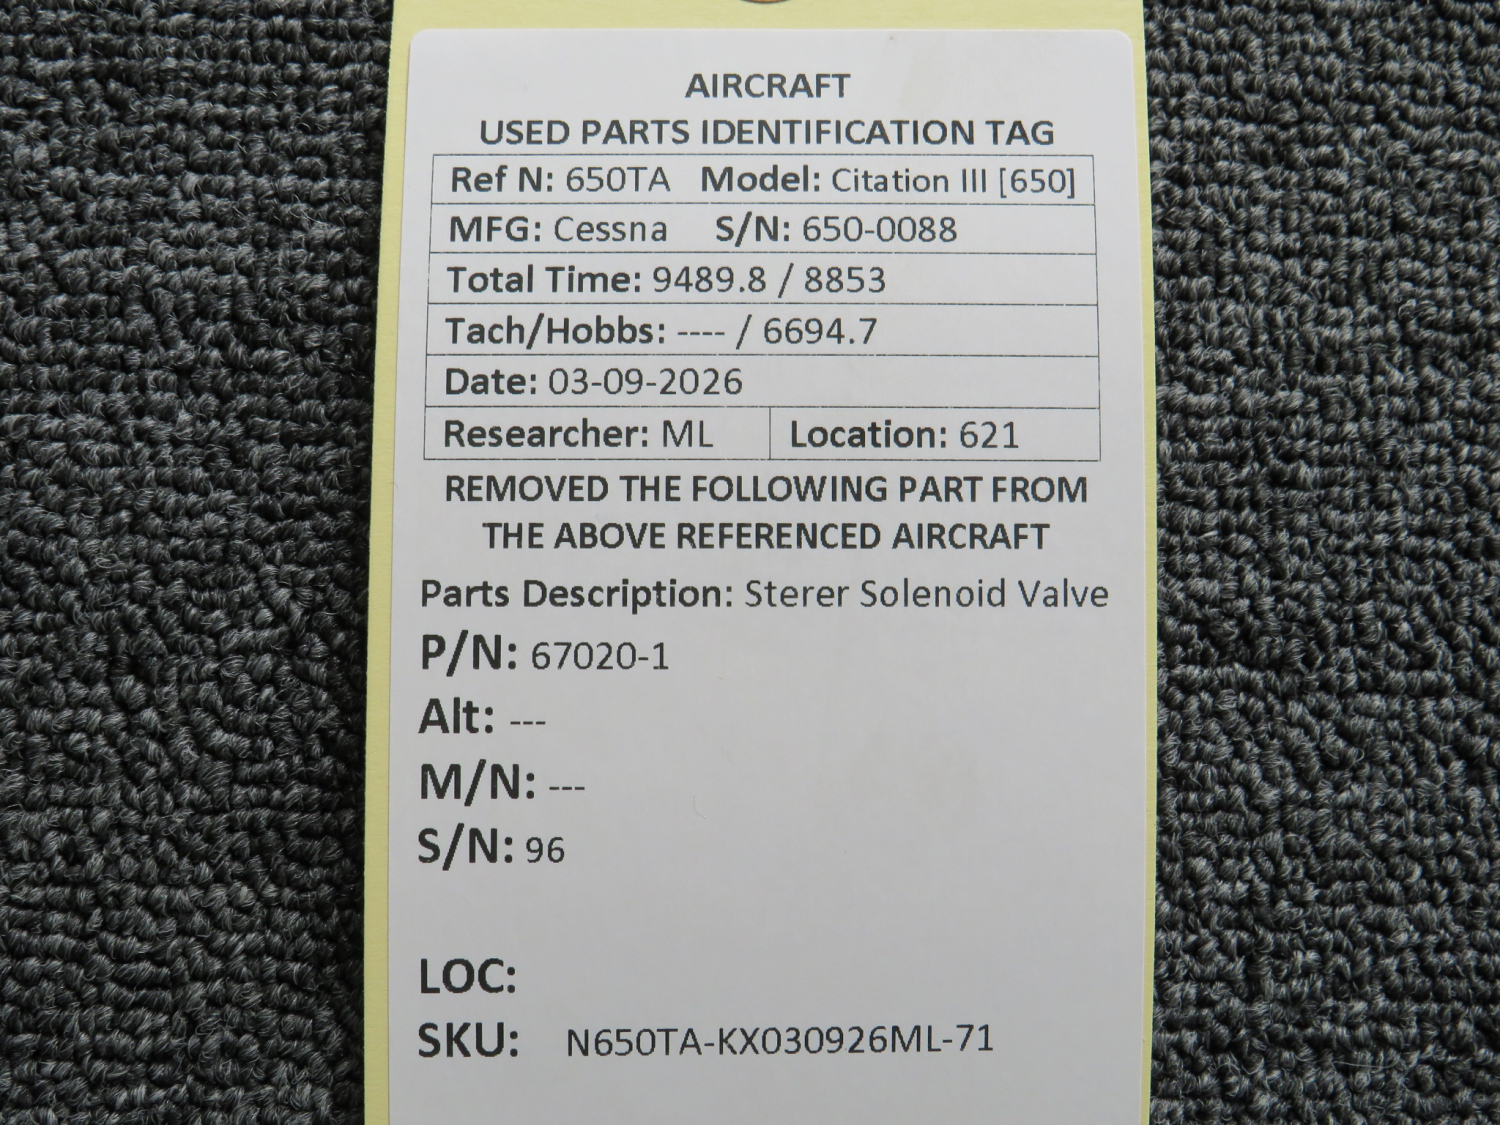 AIRCRAFT
USED PARTS IDENTIFICATION TAG
Ref N: 650TA Model: Citation III [650]
MFG: Cessna S/N: 650-0088
Total Time: 9489.8 / 8853
Tach/Hobbs: ---- / 6694.7
Date: 03-09-2026
Researcher: ML Location: 621
REMOVED THE FOLLOWING PART FROM
THE ABOVE REFERENCED AIRCRAFT
Parts Description: Sterer Solenoid Valve
P/N: 67020-1
Alt: ---
M/N: ---
S/N: 96
LOC:
SKU: N650TA-KX030926ML-71